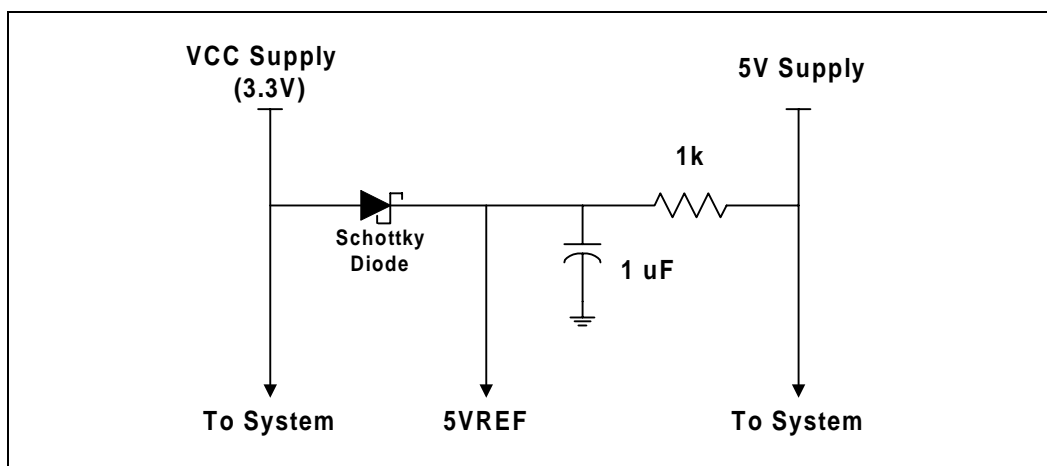 VCC Supply
(3.3V)
5V Supply
1k
Schottky
Diode
1 uF
To System
5VREF
To System